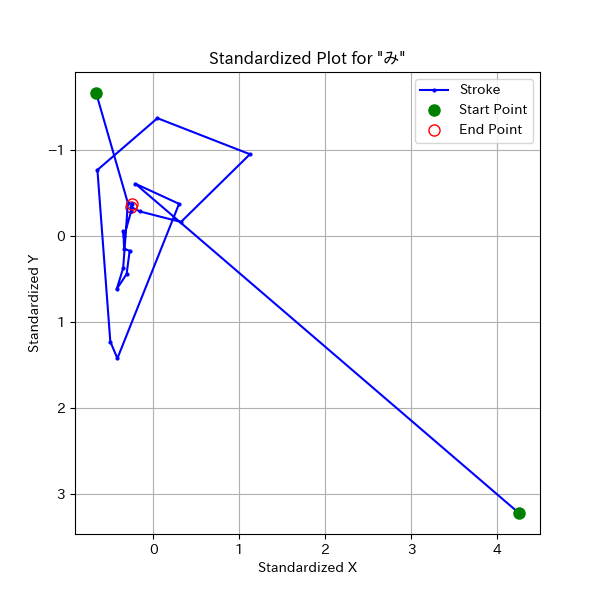 Standardized Plot for "み"
Stroke
Start Point
End Point
Standardized Y
−1
0
1
2
3
0
1
2
3
4
Standardized X